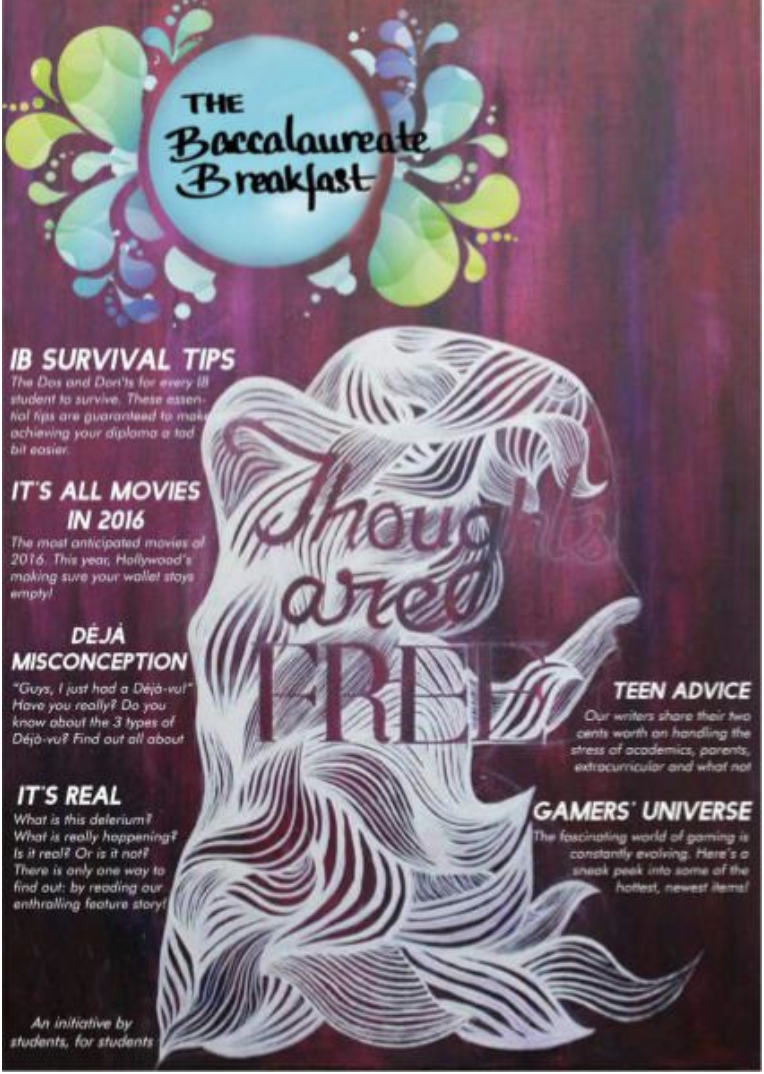 THE
Baccalaureate
Breakfast
IB SURVIVAL TIPS
The Dos and Don'ts for every IB
student to survive. These essen-
tial tips are guaranteed to make
achieving your diploma a tad
bit easier.
IT'S ALL MOVIES
IN 2016
The most anticipated movies of
2016. This year, Hollywood's
making sure your wallet stays
empty!
DÉJÀ
MISCONCEPTION
"Guys, I just had a Déjà-vu!"
Have you really? Do you
know about the 3 types of
Déjà-vu? Find out all about
IT'S REAL
What is this delerium?
What is really happening?
Is it real? Or is it not?
There is only one way to
find out: by reading our
enthralling feature story!
An initiative by
students, for students
Thoughts
are
FREE
TEEN ADVICE
Our writers share their two
cents worth on handling the
stress of academics, parents,
extracurricular and what not
GAMERS' UNIVERSE
The fascinating world of gaming is
constantly evolving. Here's a
sneak peek into some of the
hottest, newest items!